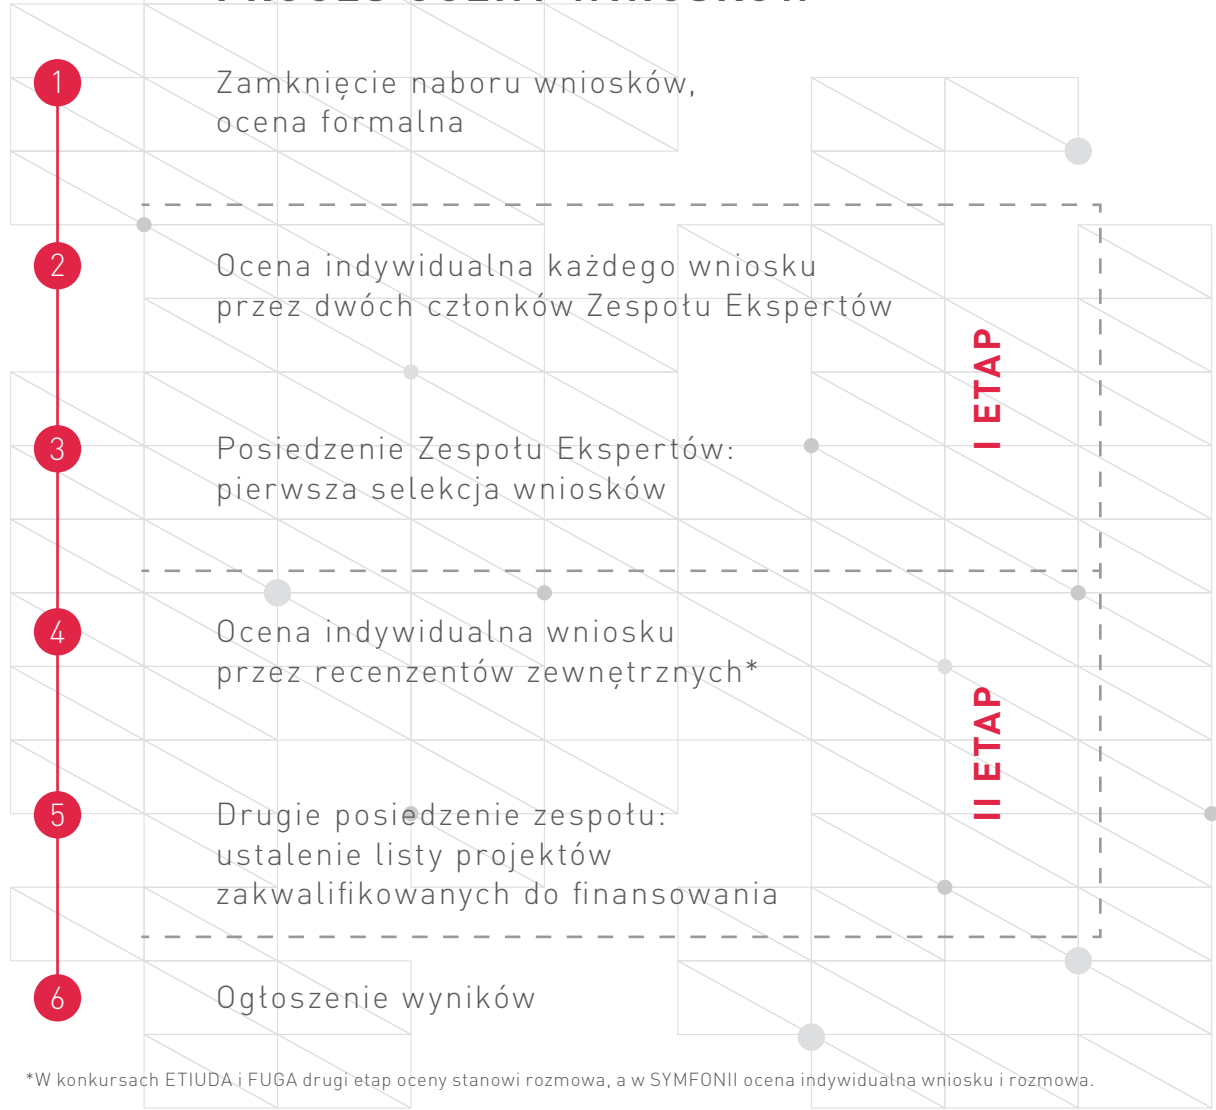 PROCES OCENY WNIOSKÓW
1
Zamknięcie naboru wniosków,
ocena formalna
2
Ocena indywidualna każdego wniosku
przez dwóch członków Zespołu Ekspertów
I ETAP
3
Posiedzenie Zespołu Ekspertów:
pierwsza selekcja wniosków
4
Ocena indywidualna wniosku
przez recenzentów zewnętrznych*
II ETAP
5
Drugie posiedzenie zespołu:
ustalenie listy projektów
zakwalifikowanych do finansowania
6
Ogłoszenie wyników
*W konkursach ETIUDA i FUGA drugi etap oceny stanowi rozmowa, a w SYMFONII ocena indywidualna wniosku i rozmowa.